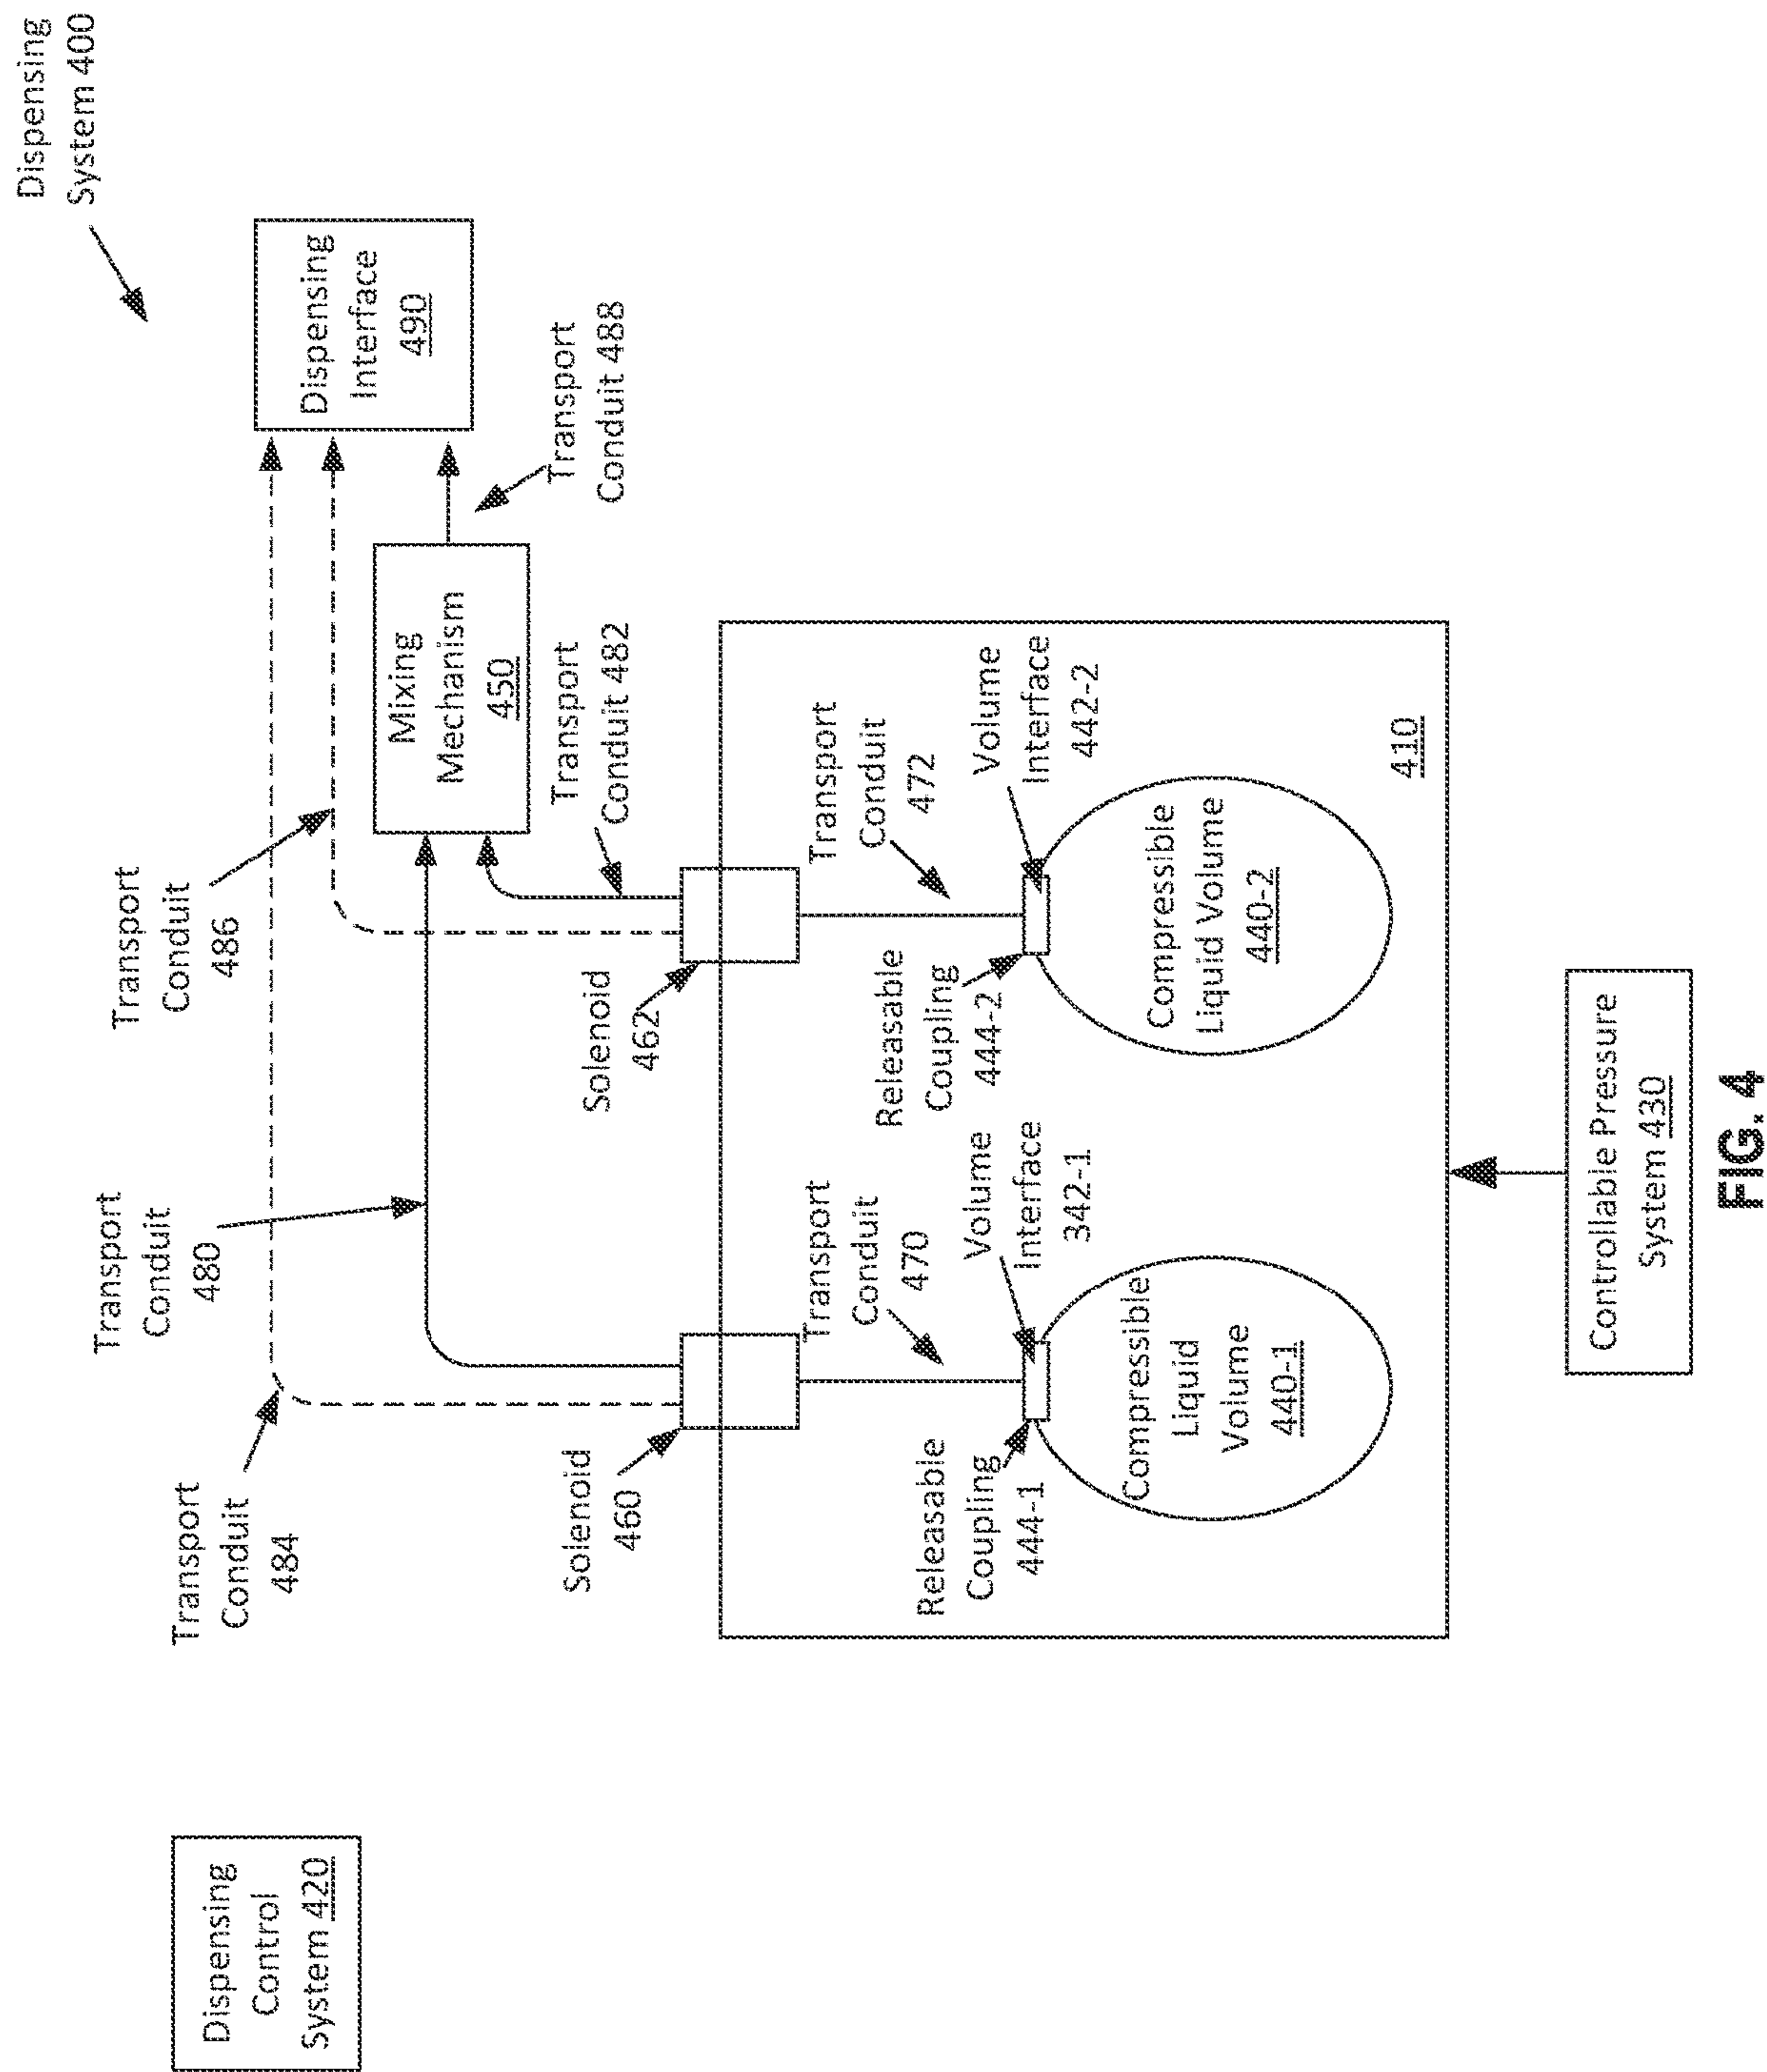 Dispensing
System 400
Dispensing
Control
System 420
Transport
Conduit
484
Transport
Conduit
480
Transport
Conduit
486
Dispensing
Interface
490
Mixing
Mechanism
450
Transport
Conduit 488
Transport
Conduit 482
Solenoid
460
Solenoid
462
Transport
Conduit
470
Transport
Conduit
472
Releasable
Coupling
444-1
Volume
Interface
342-1
Releasable
Coupling
444-2
Volume
Interface
442-2
Compressible
Liquid
Volume
440-1
Compressible
Liquid Volume
440-2
410
Controllable Pressure
System 430
FIG. 4